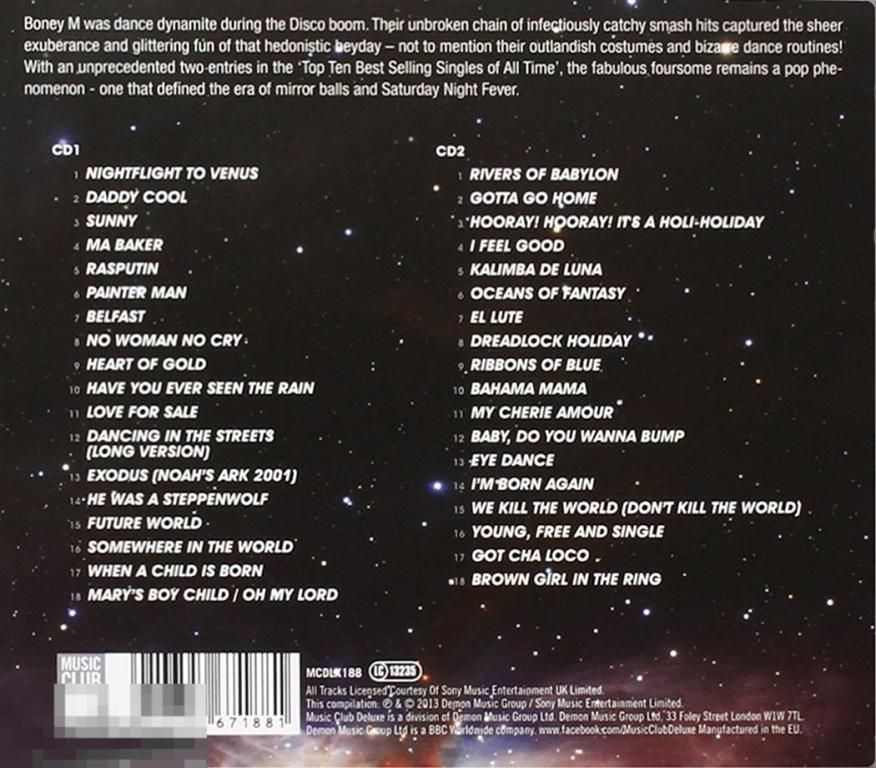 Boney M was dance dynamite during the Disco boom. Their unbroken chain of infectiously catchy smash hits captured the sheer
exuberance and glittering fun of that hedonistic heyday – not to mention their outlandish costumes and bizarre dance routines!
With an unprecedented two entries in the ‘Top Ten Best Selling Singles of All Time’, the fabulous foursome remains a pop phe-
nomenon - one that defined the era of mirror balls and Saturday Night Fever.
CD1
1 NIGHTFLIGHT TO VENUS
2 DADDY COOL
3 SUNNY
4 MA BAKER
5 RASPUTIN
6 PAINTER MAN
7 BELFAST
8 NO WOMAN NO CRY
9 HEART OF GOLD
10 HAVE YOU EVER SEEN THE RAIN
11 LOVE FOR SALE
12 DANCING IN THE STREETS
(LONG VERSION)
13 EXODUS (NOAH'S ARK 2001)
14 HE WAS A STEPPENWOLF
15 FUTURE WORLD
16 SOMEWHERE IN THE WORLD
17 WHEN A CHILD IS BORN
18 MARY'S BOY CHILD / OH MY LORD
CD2
1 RIVERS OF BABYLON
2 GOTTA GO HOME
3 HOORAY! HOORAY! IT'S A HOLI-HOLIDAY
4 I FEEL GOOD
5 KALIMBA DE LUNA
6 OCEANS OF FANTASY
7 EL LUTE
8 DREADLOCK HOLIDAY
9 RIBBONS OF BLUE
10 BAHAMA MAMA
11 MY CHERIE AMOUR
12 BABY, DO YOU WANNA BUMP
13 EYE DANCE
14 I'M BORN AGAIN
15 WE KILL THE WORLD (DON'T KILL THE WORLD)
16 YOUNG, FREE AND SINGLE
17 GOT CHA LOCO
18 BROWN GIRL IN THE RING
MUSIC
CLUB
671881
MCDLX188 LC 13235
All Tracks Licensed Courtesy Of Sony Music Entertainment UK Limited.
This compilation: ℗ & © 2013 Demon Music Group / Sony Music Entertainment Limited.
Music Club Deluxe is a division of Demon Music Group Ltd. Demon Music Group Ltd, 33 Foley Street London W1W 7TL.
Demon Music Group Ltd is a BBC Worldwide company. www.facebook.com/MusicClubDeluxe Manufactured in the EU.